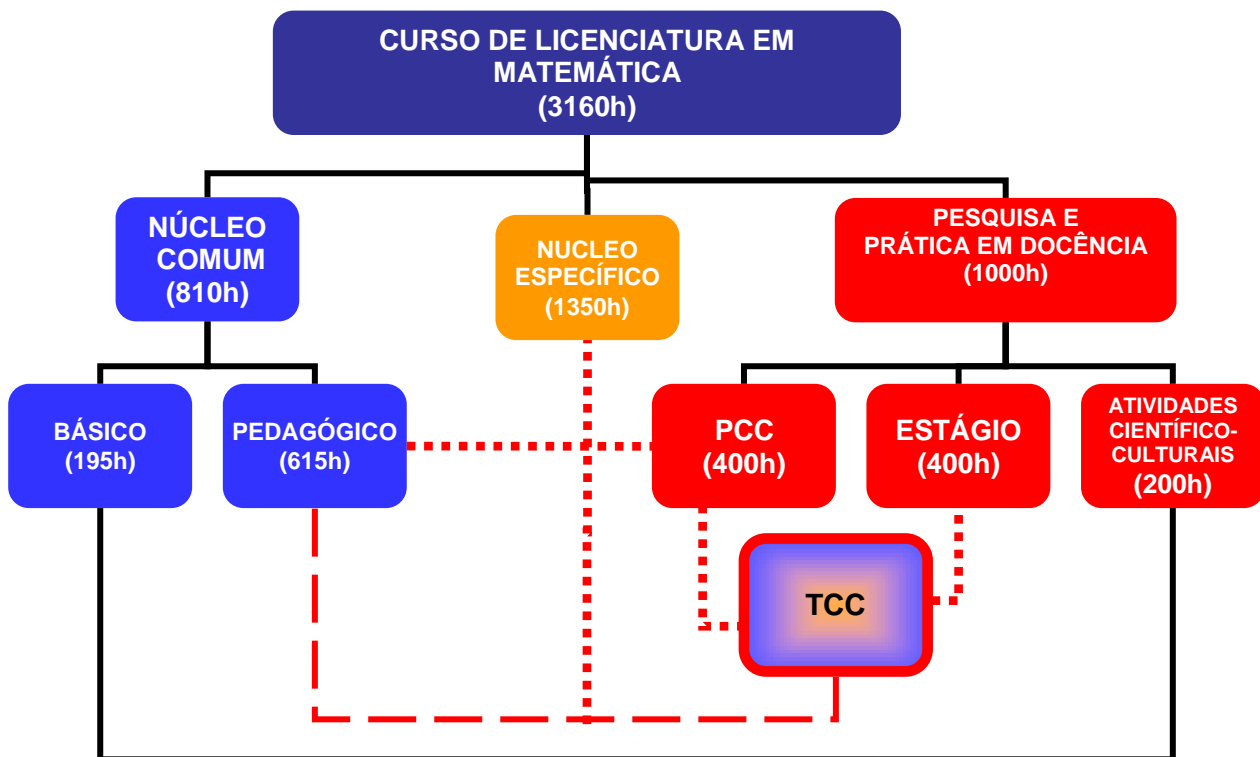 CURSO DE LICENCIATURA EM
MATEMÁTICA
(3160h)
NÚCLEO
COMUM
(810h)
NUCLEO
ESPECÍFICO
(1350h)
PESQUISA E
PRÁTICA EM DOCÊNCIA
(1000h)
BÁSICO
(195h)
PEDAGÓGICO
(615h)
PCC
(400h)
ESTÁGIO
(400h)
ATIVIDADES
CIENTÍFICO-
CULTURAIS
(200h)
TCC